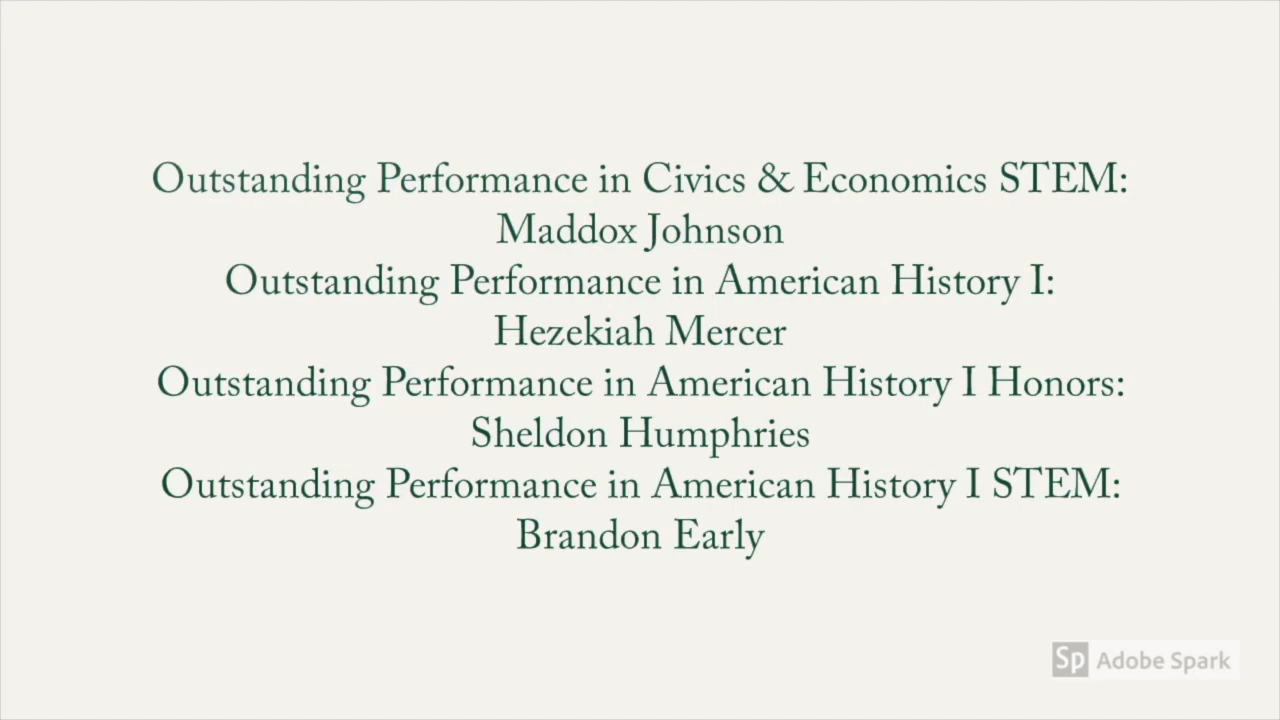 Outstanding Performance in Civics & Economics STEM:
Maddox Johnson
Outstanding Performance in American History I:
Hezekiah Mercer
Outstanding Performance in American History I Honors:
Sheldon Humphries
Outstanding Performance in American History I STEM:
Brandon Early
Sp Adobe Spark